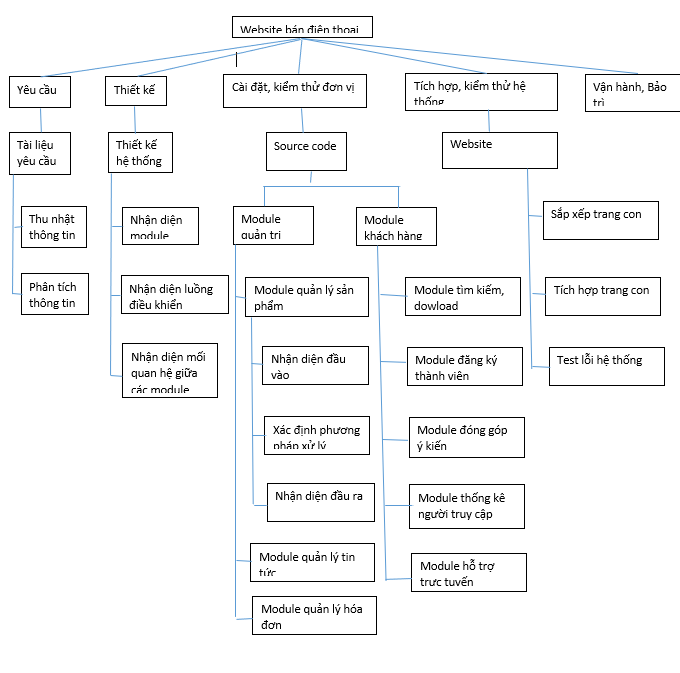 Website bán điện thoại
Yêu cầu
Thiết kế
Cài đặt, kiểm thử đơn vị
Tích hợp, kiểm thử hệ
thống
Vận hành, Bảo
trì
Tài liệu
yêu cầu
Thiết kế
hệ thống
Source code
Website
Thu nhật
thông tin
Nhận diện
module
Module
quản trị
Module
khách hàng
Sắp xếp trang con
Phân tích
thông tin
Nhận diện luồng
điều khiển
Module quản lý sản
phẩm
Module tìm kiếm,
dowload
Tích hợp trang con
Nhận diện mối
quan hệ giữa
các module
Nhận diện đầu
vào
Module đăng ký
thành viên
Test lỗi hệ thống
Xác định phương
pháp xử lý
Module đóng góp
ý kiến
Nhận diện đầu ra
Module thống kê
người truy cập
Module quản lý tin
tức
Module hỗ trợ
trực tuyến
Module quản lý hóa
đơn